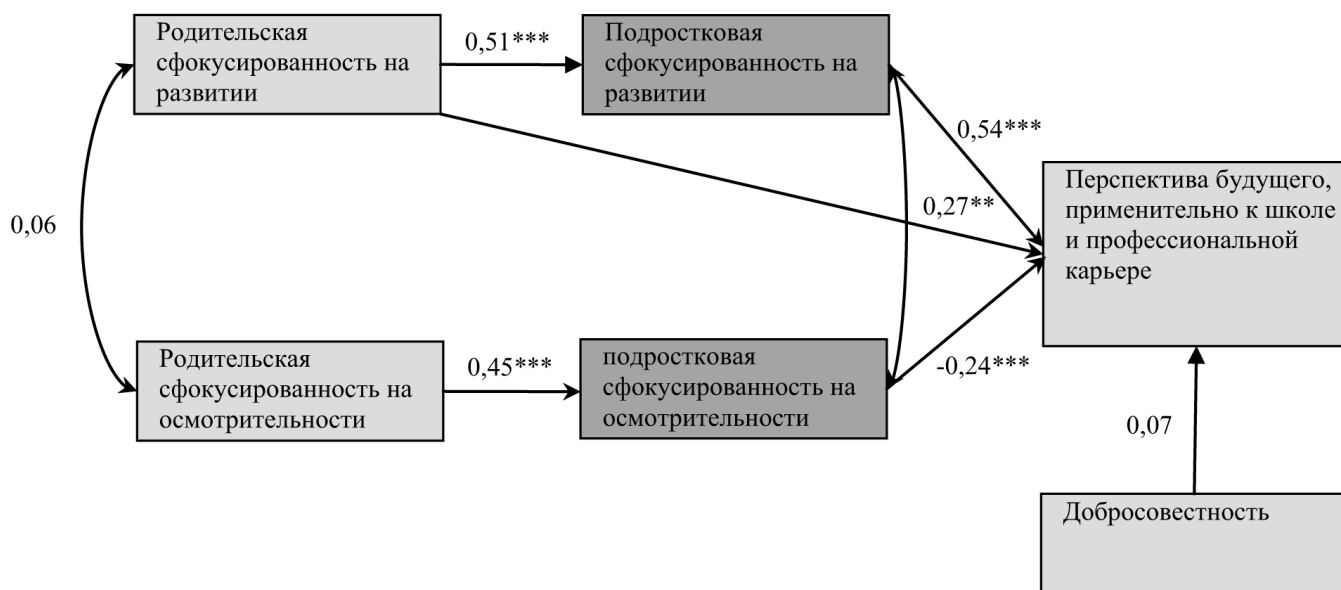 Родительская
сфокусированность на
развитии
0,51***
Подростковая
сфокусированность на
развитии
0,54***
0,27**
Перспектива будущего,
применительно к школе
и профессиональной
карьере
0,06
Родительская
сфокусированность на
осмотрительности
0,45***
подростковая
сфокусированность на
осмотрительности
-0,24***
0,07
Добросовестность